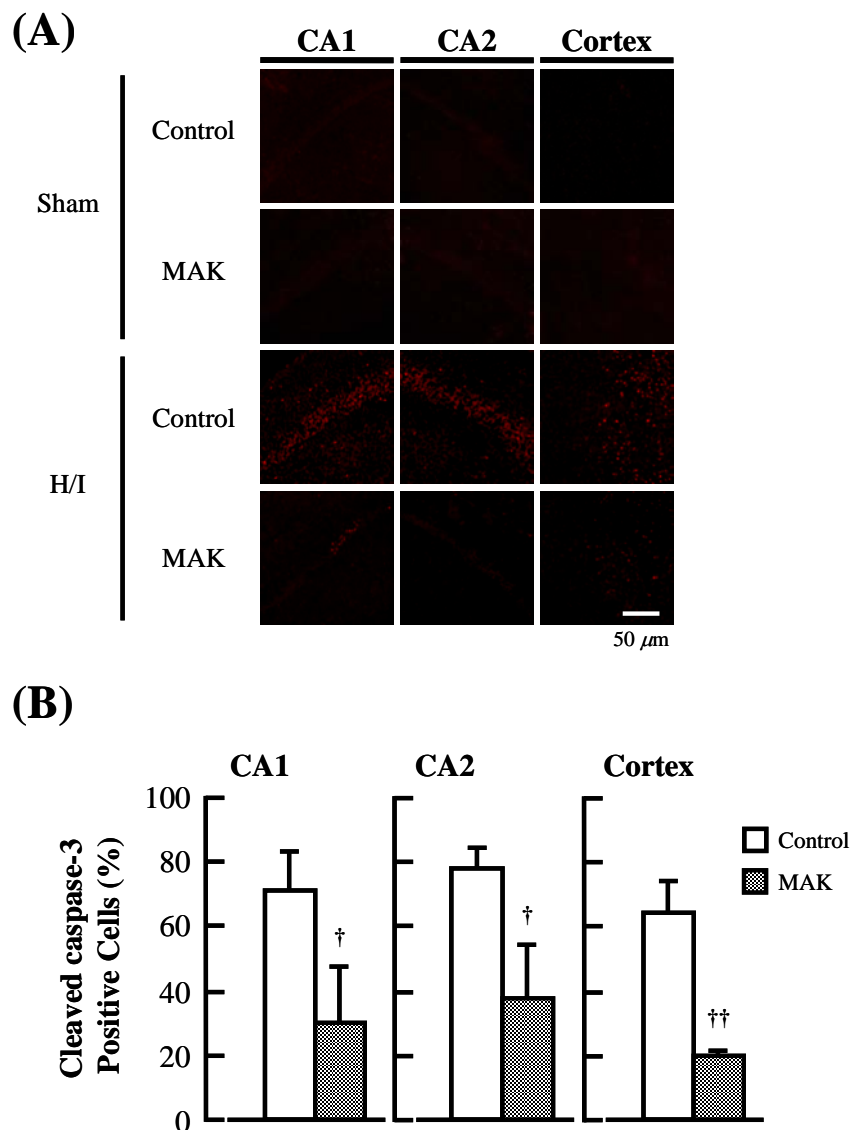 (A)
CA1 CA2 Cortex
Control
Sham
MAK
Control
H/I
MAK
50 μm
(B)
CA1 CA2 Cortex
100
80
60
40
20
0
Cleaved caspase-3
Positive Cells (%)
†
†
††
Control
MAK